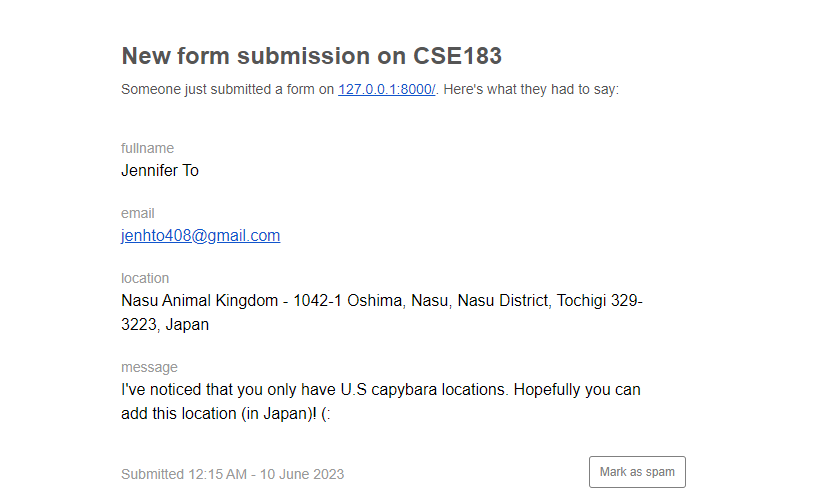 New form submission on CSE183
Someone just submitted a form on 127.0.0.1:8000/. Here's what they had to say:
fullname
Jennifer To
email
jenhto408@gmail.com
location
Nasu Animal Kingdom - 1042-1 Oshima, Nasu, Nasu District, Tochigi 329-
3223, Japan
message
I've noticed that you only have U.S capybara locations. Hopefully you can
add this location (in Japan)! (:
Submitted 12:15 AM - 10 June 2023
Mark as spam